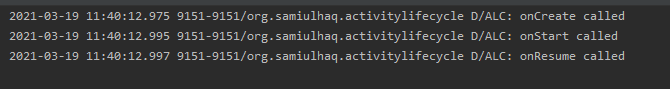 2021-03-19 11:40:12.975 9151-9151/org.samiulhaq.activitylifecycle D/ALC: onCreate called
2021-03-19 11:40:12.995 9151-9151/org.samiulhaq.activitylifecycle D/ALC: onStart called
2021-03-19 11:40:12.997 9151-9151/org.samiulhaq.activitylifecycle D/ALC: onResume called